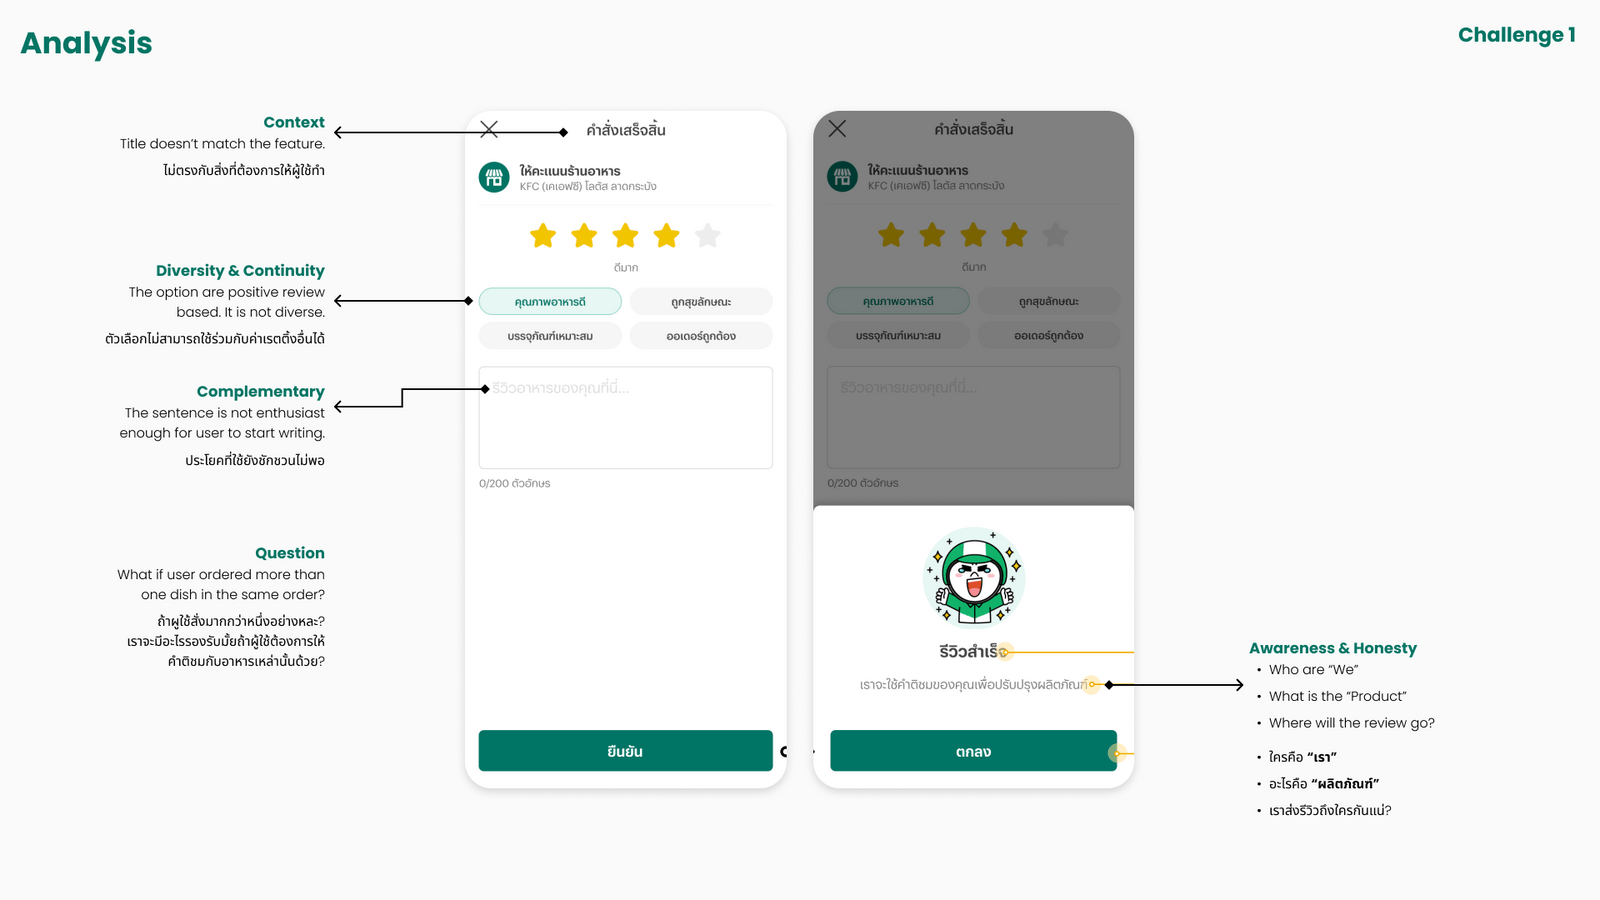 Analysis
Challenge 1
Context
Title doesn't match the feature.
ไม่ตรงกับสิ่งที่ต้องการให้ผู้ใช้ทำ
Diversity & Continuity
The option are positive review
based. It is not diverse.
ตัวเลือกไม่สามารถใช้ร่วมกับค่าเรตติ้งอื่นได้
Complementary
The sentence is not enthusiast
enough for user to start writing.
ประโยคที่ใช้ยังชักชวนไม่พอ
Question
What if user ordered more than
one dish in the same order?
ถ้าผู้ใช้สั่งมากกว่าหนึ่งอย่างหละ?
เราจะมีอะไรรองรับมั้ยถ้าผู้ใช้ต้องการให้
คำติชมกับอาหารเหล่านั้นด้วย?
คำสั่งเสร็จสิ้น
ให้คะแนนร้านอาหาร
KFC (เคเอฟซี) โลตัส ลาดกระบัง
ดีมาก
คุณภาพอาหารดี
ถูกสุขลักษณะ
บรรจุภัณฑ์เหมาะสม
ออเดอร์ถูกต้อง
รีวิวอาหารของคุณที่นี่...
0/200 ตัวอักษร
ยืนยัน
คำสั่งเสร็จสิ้น
ให้คะแนนร้านอาหาร
KFC (เคเอฟซี) โลตัส ลาดกระบัง
ดีมาก
คุณภาพอาหารดี
ถูกสุขลักษณะ
บรรจุภัณฑ์เหมาะสม
ออเดอร์ถูกต้อง
รีวิวอาหารของคุณที่นี่...
0/200 ตัวอักษร
รีวิวสำเร็จ
เราจะใช้คำติชมของคุณเพื่อปรับปรุงผลิตภัณฑ์
ตกลง
Awareness & Honesty
• Who are "We"
• What is the "Product"
• Where will the review go?
• ใครคือ "เรา"
• อะไรคือ "ผลิตภัณฑ์"
• เราส่งรีวิวถึงใครกันแน่?